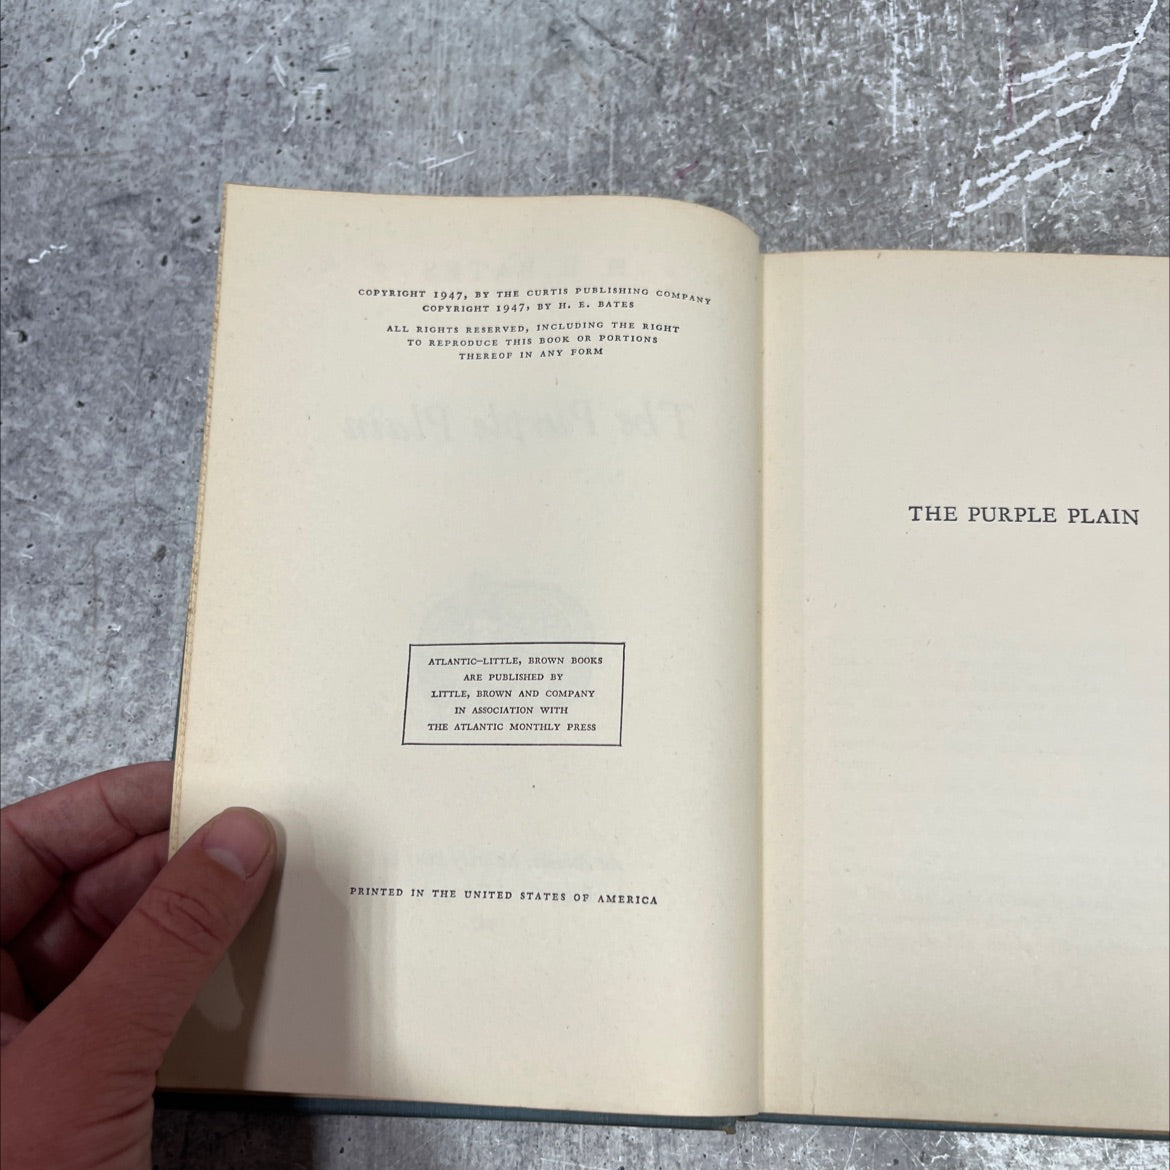 COPYRIGHT 1947, BY THE CURTIS PUBLISHING COMPANY
COPYRIGHT 1947, BY H. E. BATES
ALL RIGHTS RESERVED, INCLUDING THE RIGHT
TO REPRODUCE THIS BOOK OR PORTIONS
THEREOF IN ANY FORM
ATLANTIC–LITTLE, BROWN BOOKS
ARE PUBLISHED BY
LITTLE, BROWN AND COMPANY
IN ASSOCIATION WITH
THE ATLANTIC MONTHLY PRESS
PRINTED IN THE UNITED STATES OF AMERICA
THE PURPLE PLAIN